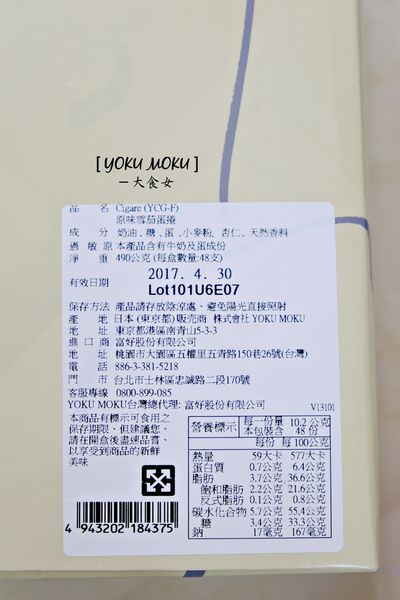 [ YOKU MOKU ]
一大食女
品 名 Cigare (YCG-F)
原味雪茄蛋捲
成 分 奶油、糖、蛋、小麥粉、杏仁、天然香料
過敏原 本產品含有牛奶及蛋成份
淨 重 490公克 (每盒數量:48支)
有效日期 2017. 4. 30
Lot101U6E07
保存方法 產品請存放陰涼處、避免陽光直接照射
產 地 日本 (東京都)販売商 株式會社 YOKU MOKU
地 址 東京都港區南青山5-3-3
進口商 富好股份有限公司
地 址 桃園市大園區五權里五青路150巷26號(台灣)
電 話 886-3-381-5218
門 市 台北市士林區忠誠路二段170號
客服專線 0800-899-085
YOKU MOKU台灣總代理: 富好股份有限公司 V13101
本商品有標示可食用之
保存期限、但建議您、
請在開盒後盡速品嘗、
以享受到商品的新鮮
美味
4 943202 184375
營養標示 每一份量 10.2 公克
本包裝含 48 份
每份 每 100公克
熱量 59大卡 577大卡
蛋白質 0.7公克 6.4公克
脂肪 3.7公克 36.6公克
飽和脂肪 2.2公克 21.6公克
反式脂肪 0.1公克 0.8公克
碳水化合物 5.7公克 55.4公克
糖 3.4公克 33.3公克
鈉 17毫克 167毫克